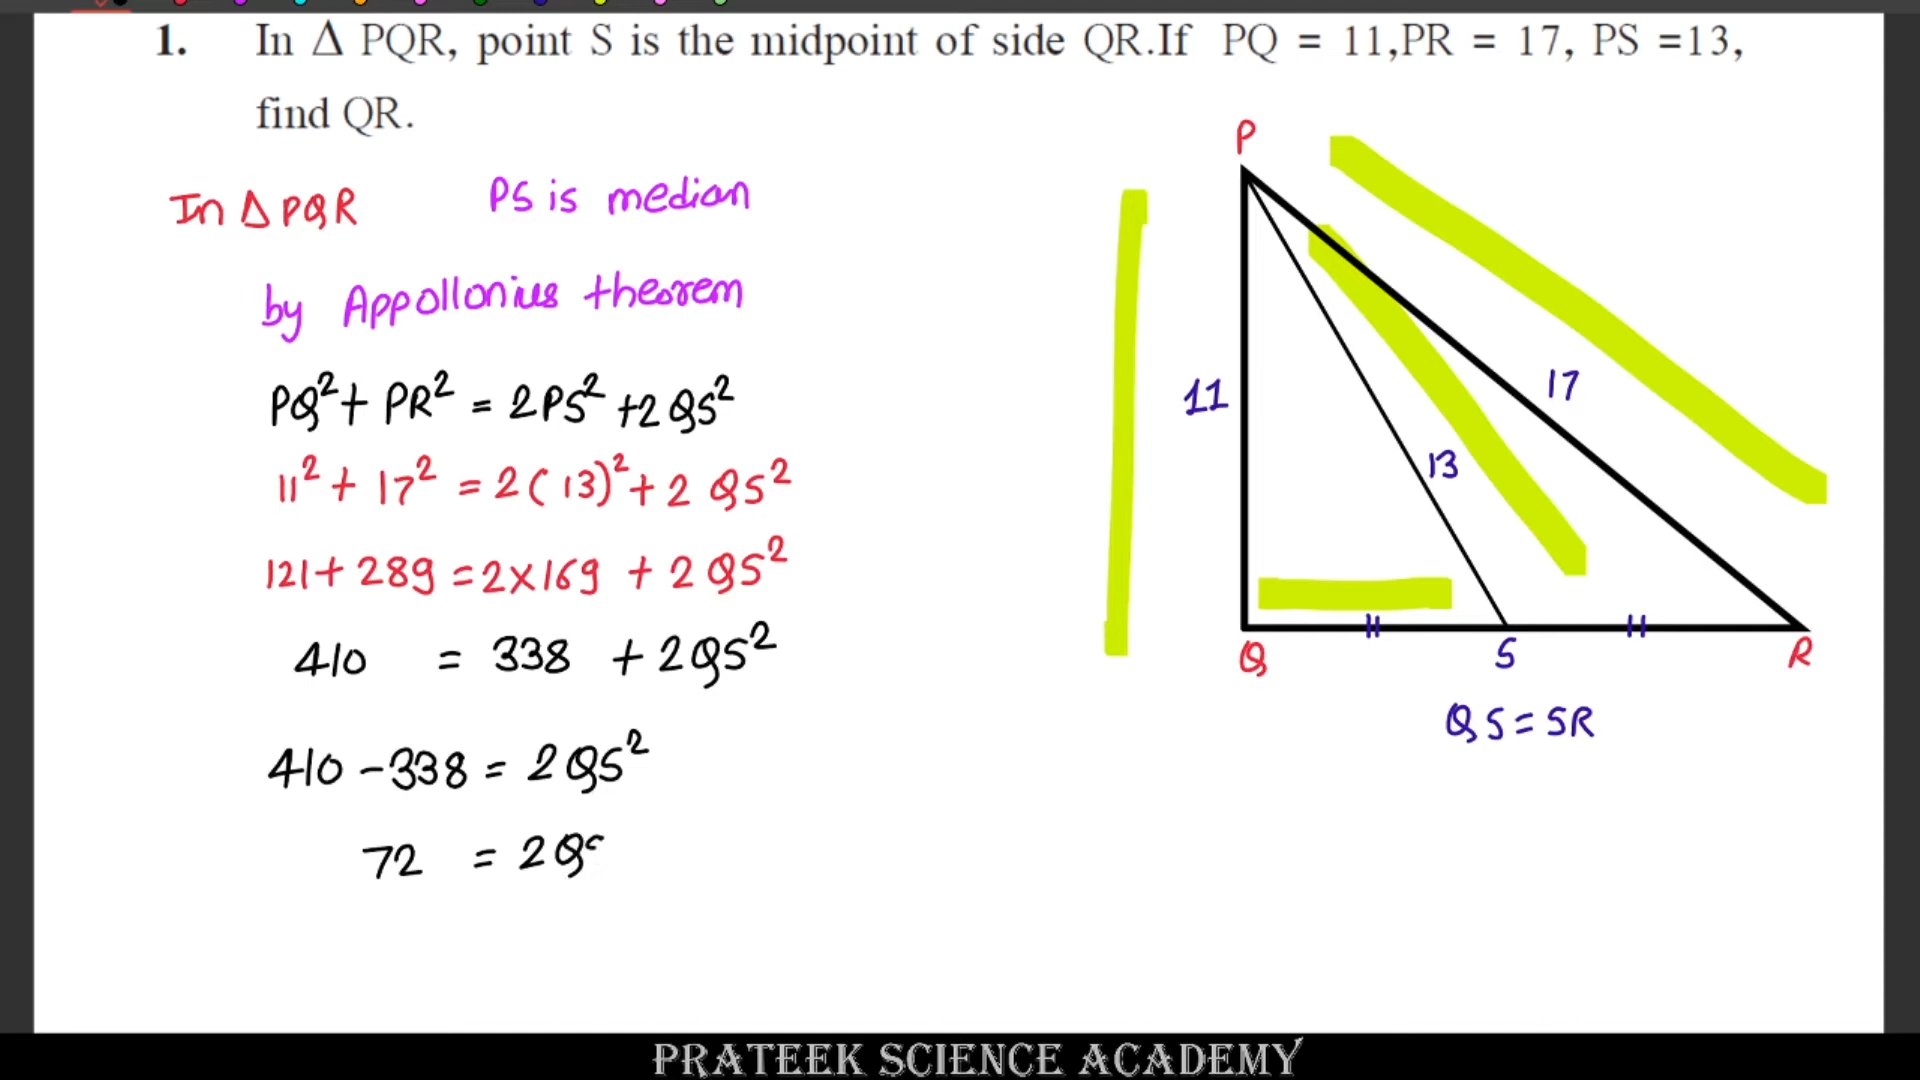 1. In Δ PQR, point S is the midpoint of side QR.If PQ = 11,PR = 17, PS =13,
find QR.
In Δ PQR PS is median
by Appollonius theorem
PQ² + PR² = 2PS² +2QS²
11² + 17² = 2(13)² + 2 QS²
121 + 289 = 2×169 + 2 QS²
410 = 338 + 2QS²
410 - 338 = 2QS²
72 = 2Q
P
11
17
13
Q
S
R
QS = SR
PRATEEK SCIENCE ACADEMY